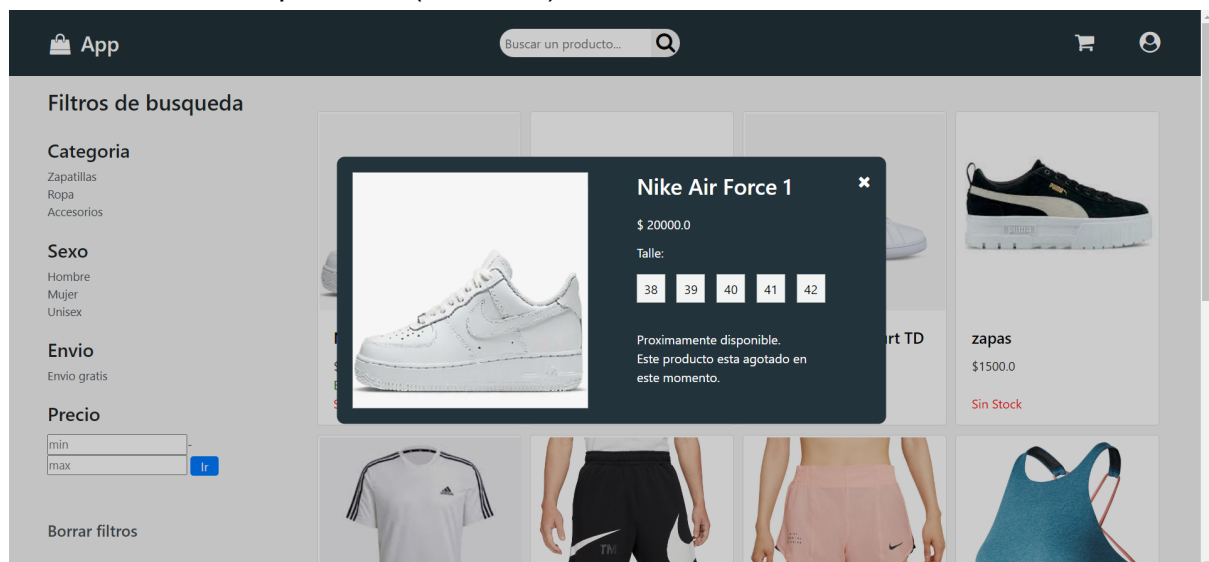 App
Buscar un producto...
Filtros de busqueda
Categoria
Zapatillas
Ropa
Accesorios
Sexo
Hombre
Mujer
Unisex
Envio
Envio gratis
Precio
min
-
max
Ir
Borrar filtros
Nike Air Force 1
$ 20000.0
Talle:
38 39 40 41 42
Proximamente disponible.
Este producto esta agotado en
este momento.
rt TD
zapas
$1500.0
Sin Stock
TM